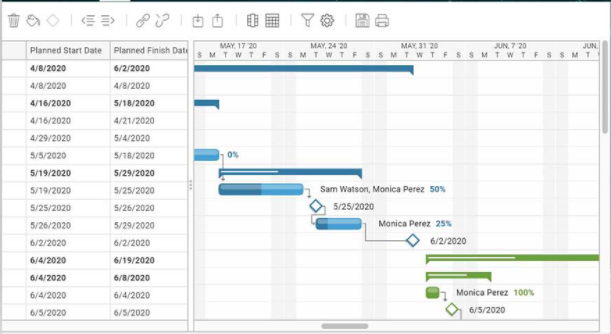 Planned Start Date Planned Finish Date MAY, 17 '20 MAY, 24 '20 MAY, 31 '20 JUN, 7 '20 JUN,
S M T W T F S S M T W T F S S M T W T F S S M T W T F S S M T
4/8/2020 6/2/2020
4/8/2020 4/8/2020
4/16/2020 5/18/2020
4/16/2020 4/21/2020
4/29/2020 5/4/2020
5/5/2020 5/18/2020 0%
5/19/2020 5/29/2020
5/19/2020 5/25/2020 Sam Watson, Monica Perez 50%
5/25/2020 5/25/2020 5/25/2020
5/26/2020 5/29/2020 Monica Perez 25%
6/2/2020 6/2/2020 6/2/2020
6/4/2020 6/19/2020
6/4/2020 6/8/2020
6/4/2020 6/4/2020 Monica Perez 100%
6/5/2020 6/5/2020 6/5/2020